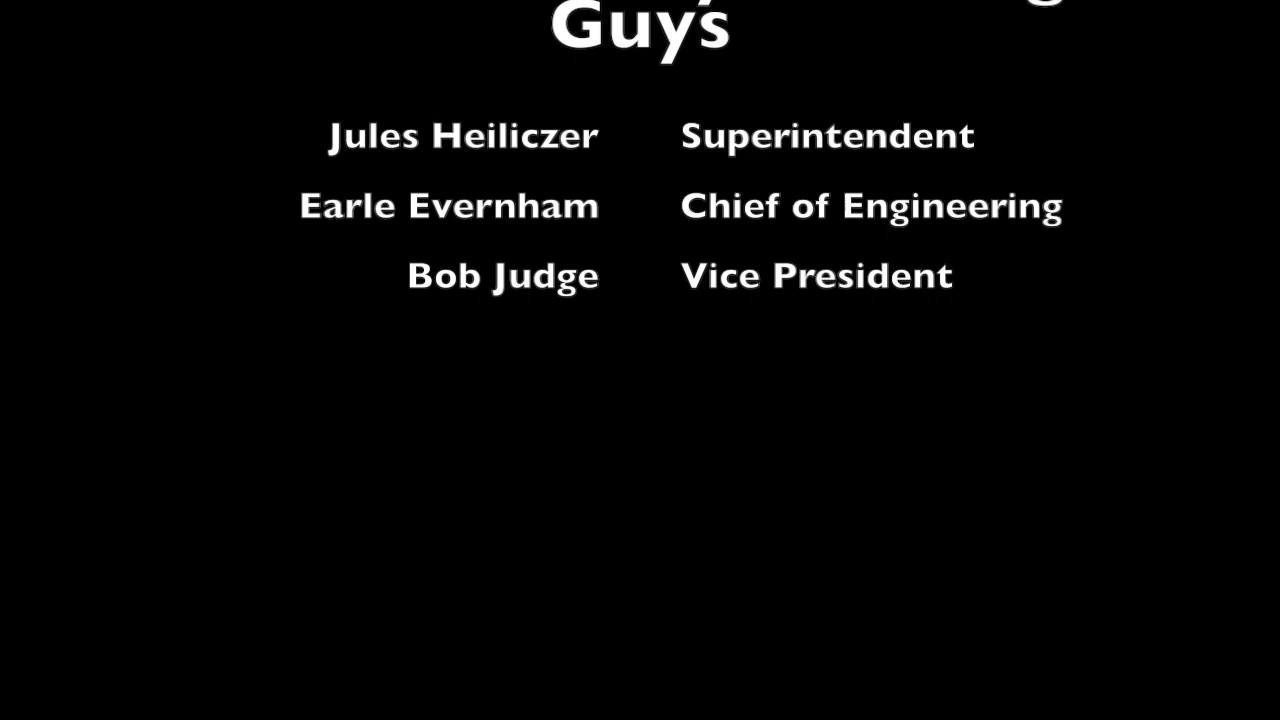 Guys
Jules Heiliczer Superintendent
Earle Evernham Chief of Engineering
Bob Judge Vice President